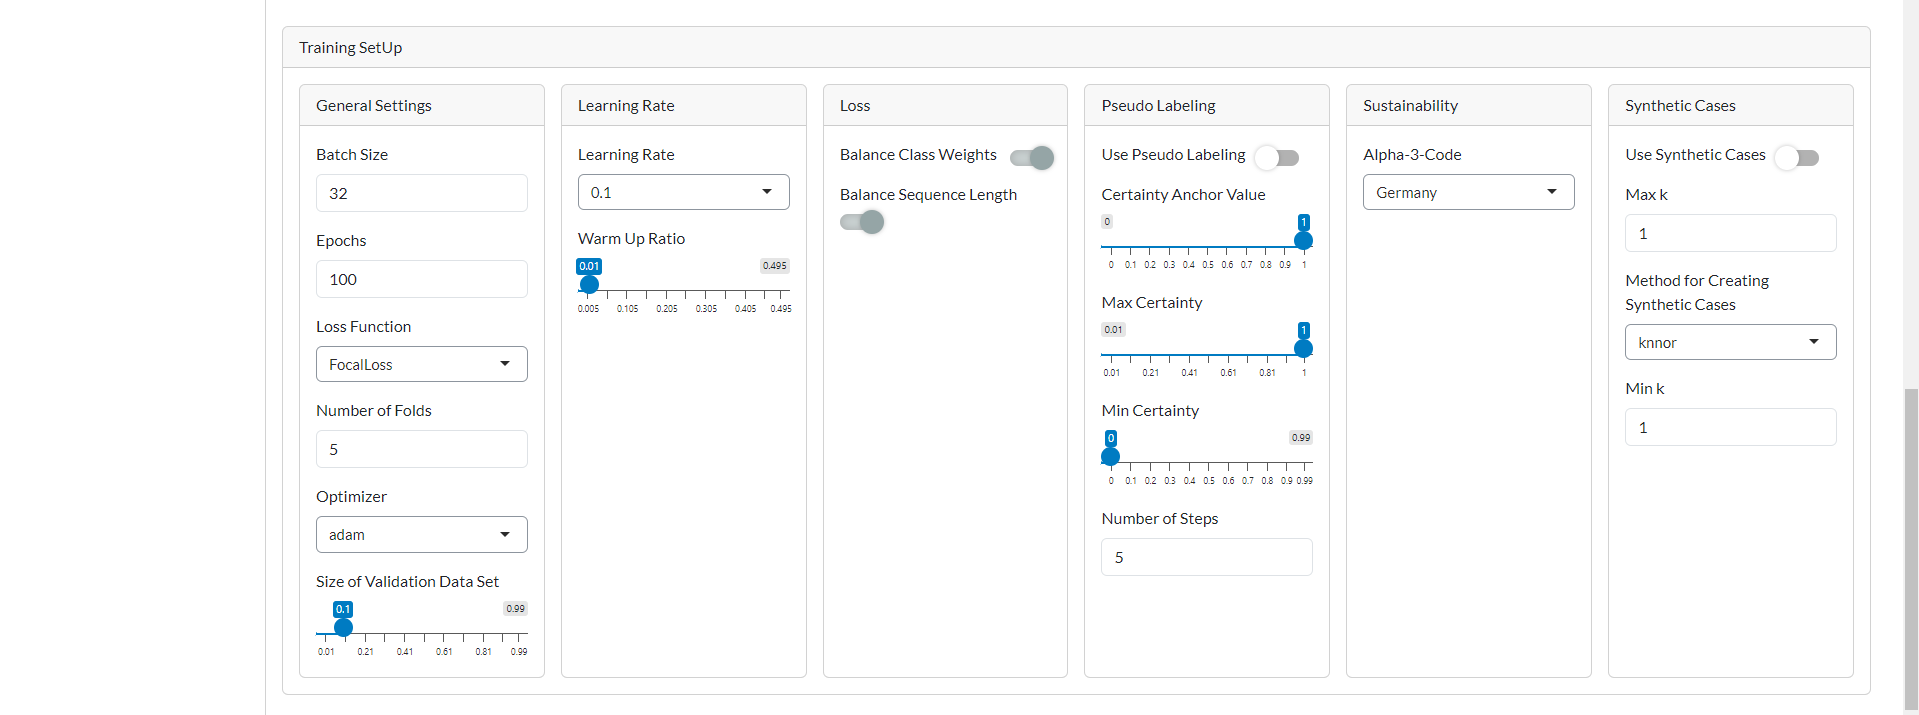 Training SetUp
General Settings
Batch Size
32
Epochs
100
Loss Function
FocalLoss
Number of Folds
5
Optimizer
adam
Size of Validation Data Set
0.1 0.99
0.01 0.21 0.41 0.61 0.81 0.99
Learning Rate
Learning Rate
0.1
Warm Up Ratio
0.01 0.495
0.005 0.105 0.205 0.305 0.405 0.495
Loss
Balance Class Weights
Balance Sequence Length
Pseudo Labeling
Use Pseudo Labeling
Certainty Anchor Value
0 1
0 0.1 0.2 0.3 0.4 0.5 0.6 0.7 0.8 0.9 1
Max Certainty
0.01 1
0.01 0.21 0.41 0.61 0.81 1
Min Certainty
0 0.99
0 0.1 0.2 0.3 0.4 0.5 0.6 0.7 0.8 0.9 0.99
Number of Steps
5
Sustainability
Alpha-3-Code
Germany
Synthetic Cases
Use Synthetic Cases
Max k
1
Method for Creating
Synthetic Cases
knnor
Min k
1